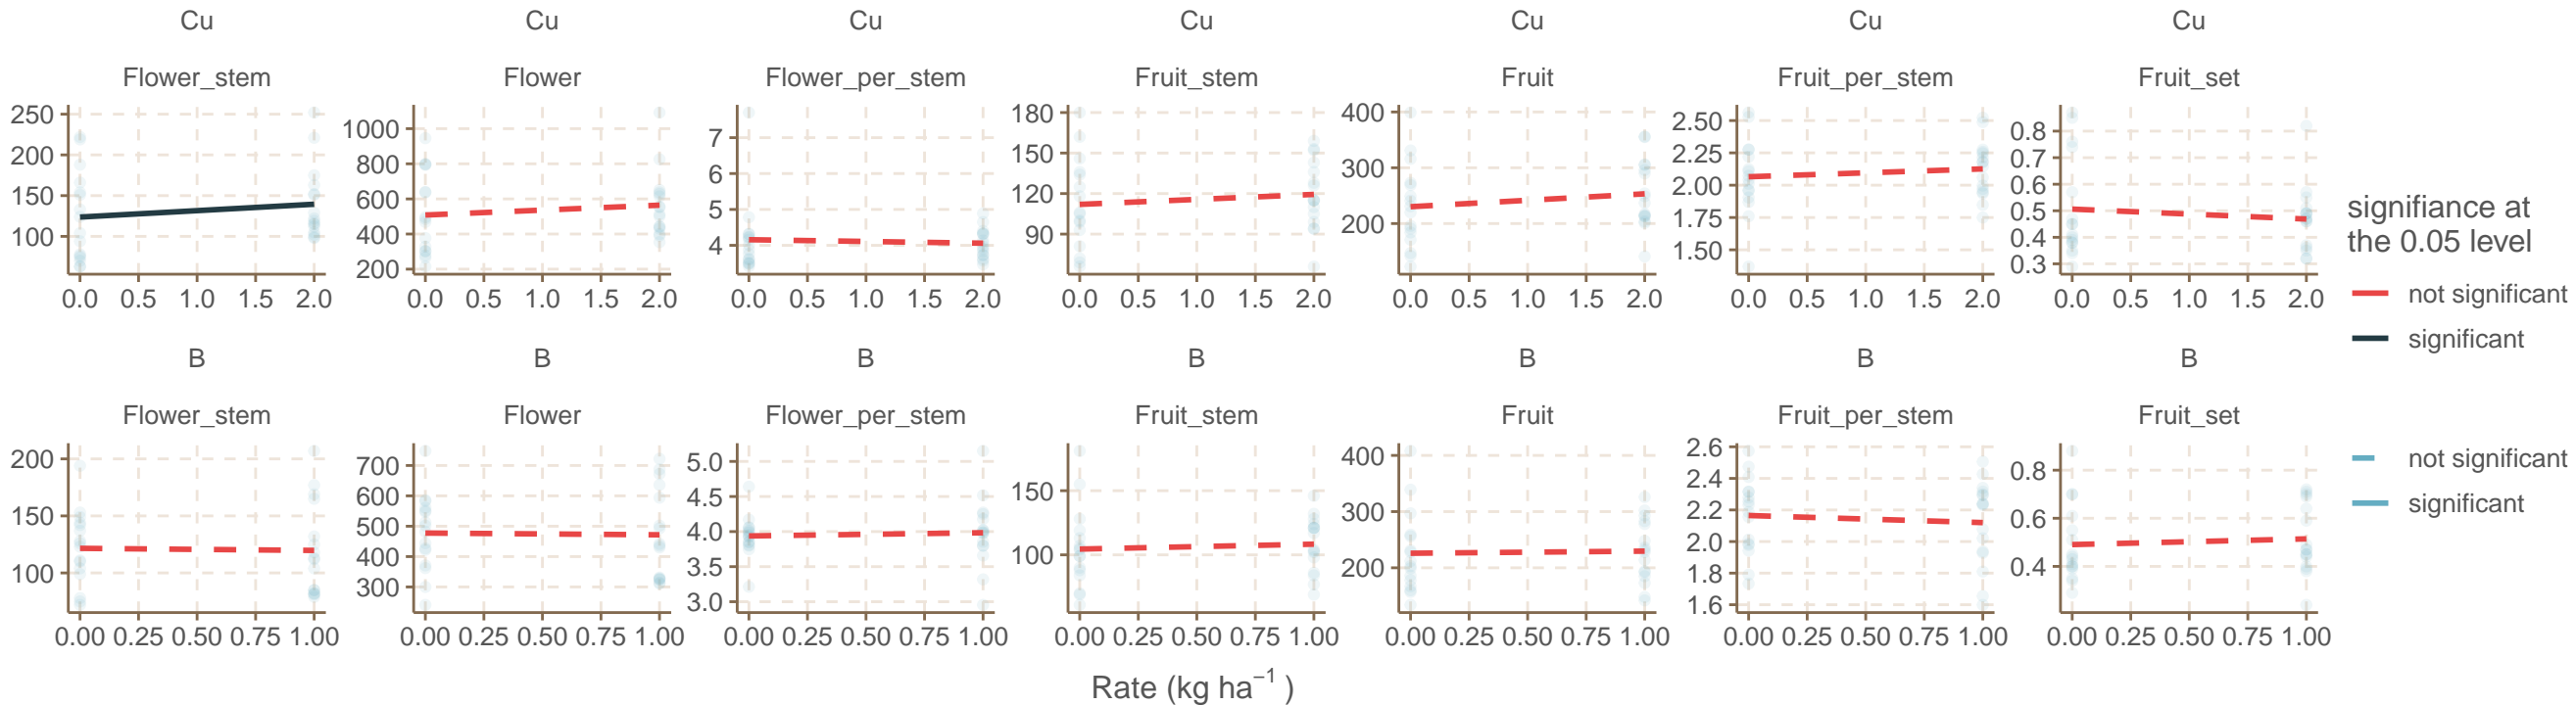 Cu Cu Cu Cu Cu Cu Cu
Flower_stem Flower Flower_per_stem Fruit_stem Fruit Fruit_per_stem Fruit_set
250 200 150 100
1000 800 600 400 200
7 6 5 4
180 150 120 90
400 300 200
2.50 2.25 2.00 1.75 1.50
0.8 0.7 0.6 0.5 0.4 0.3
0.0 0.5 1.0 1.5 2.0 0.0 0.5 1.0 1.5 2.0 0.0 0.5 1.0 1.5 2.0 0.0 0.5 1.0 1.5 2.0 0.0 0.5 1.0 1.5 2.0 0.0 0.5 1.0 1.5 2.0 0.0 0.5 1.0 1.5 2.0
B B B B B B B
Flower_stem Flower Flower_per_stem Fruit_stem Fruit Fruit_per_stem Fruit_set
200 150 100
700 600 500 400 300
5.0 4.5 4.0 3.5 3.0
150 100
400 300 200
2.6 2.4 2.2 2.0 1.8 1.6
0.8 0.6 0.4
0.00 0.25 0.50 0.75 1.00 0.00 0.25 0.50 0.75 1.00 0.00 0.25 0.50 0.75 1.00 0.00 0.25 0.50 0.75 1.00 0.00 0.25 0.50 0.75 1.00 0.00 0.25 0.50 0.75 1.00 0.00 0.25 0.50 0.75 1.00
Rate (kg ha⁻¹ )
signifiance at
the 0.05 level
not significant
significant
not significant
significant